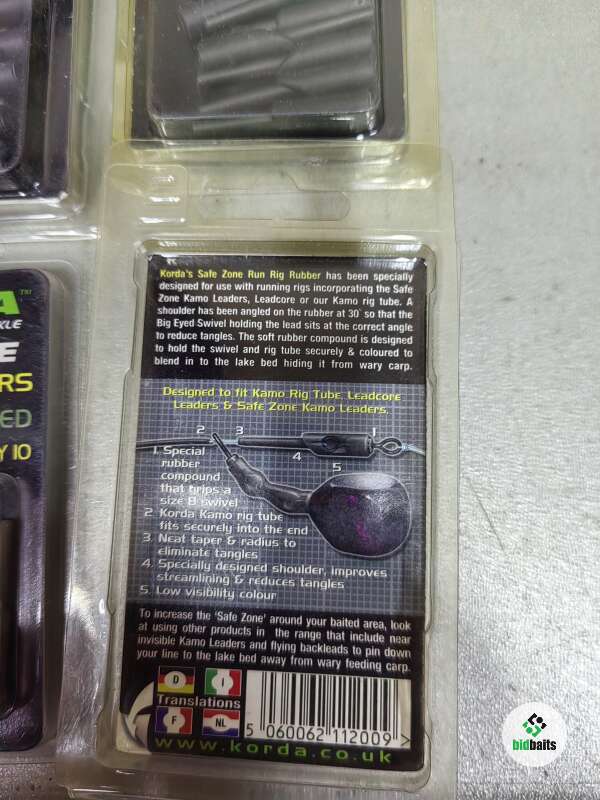 Korda's Safe Zone Run Rig Rubber has been specially
designed for use with running rigs incorporating the Safe
Zone Kamo Leaders, Leadcore or our Kamo rig tube. A
shoulder has been angled on the rubber at 30° so that the
Big Eyed Swivel holding the lead sits at the correct angle
to reduce tangles. The soft rubber compound is designed
to hold the swivel and rig tube securely & coloured to
blend in to the lake bed hiding it from wary carp.
A™
KLE
E
ERS
ED
Y 10
Designed to fit Kamo Rig Tube, Leadcore
Leaders & Safe Zone Kamo Leaders.
2 3 1
4
5
1. Special
rubber
compound
that grips a
size 8 swivel
2 Korda Kamo rig tube
fits securely into the end
3. Neat taper & radius to
eliminate tangles
4. Specially designed shoulder, improves
streamlining & reduces tangles
5. Low visibility colour
To increase the 'Safe Zone' around your baited area, look
at using other products in the range that include near
invisible Kamo Leaders and flying backleads to pin down
your line to the lake bed away from wary feeding carp.
D I
Translations
F NL
5 060062 112009 >
www.korda.co.uk
bidbaits